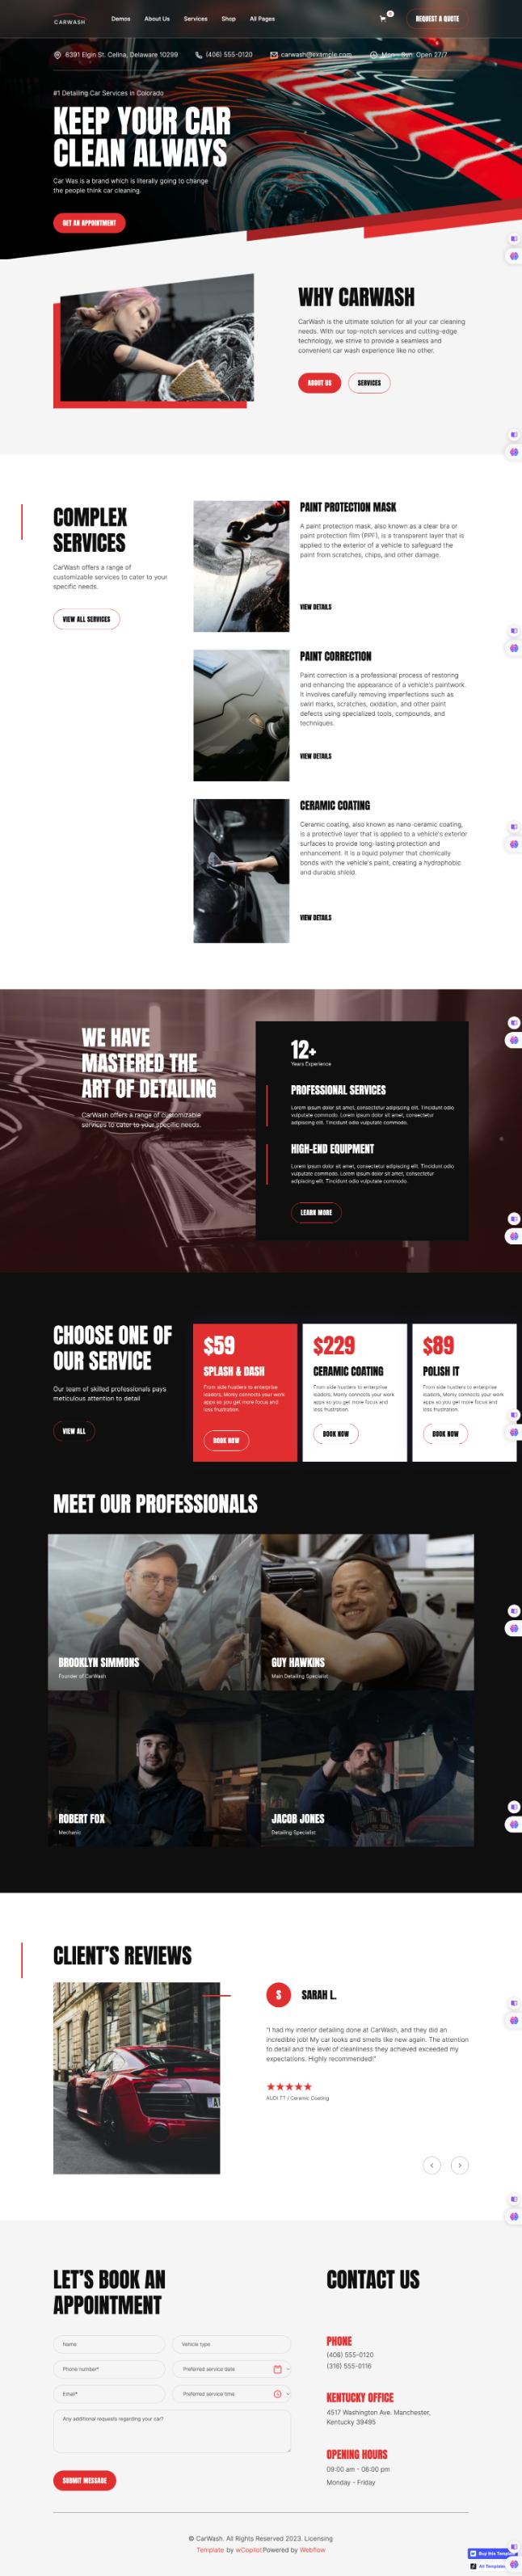 CARWASH
Demos About Us Services Shop All Pages
0
REQUEST A QUOTE
6391 Elgin St. Celina, Delaware 10299 (406) 555-0120 carwash@example.com Mon - Sun: Open 27/7
#1 Detailing Car Services in Colorado
KEEP YOUR CAR
CLEAN ALWAYS
Car Was is a brand which is literally going to change
the people think car cleaning.
GET AN APPOINTMENT
WHY CARWASH
CarWash is the ultimate solution for all your car cleaning
needs. With our top-notch services and cutting-edge
technology, we strive to provide a seamless and
convenient car wash experience like no other.
ABOUT US SERVICES
COMPLEX
SERVICES
CarWash offers a range of
customizable services to cater to your
specific needs.
VIEW ALL SERVICES
PAINT PROTECTION MASK
A paint protection mask, also known as a clear bra or
paint protection film (PPF), is a transparent layer that is
applied to the exterior of a vehicle to safeguard the
paint from scratches, chips, and other damage.
VIEW DETAILS
PAINT CORRECTION
Paint correction is a professional process of restoring
and enhancing the appearance of a vehicle's paintwork.
It involves carefully removing imperfections such as
swirl marks, scratches, oxidation, and other paint
defects using specialized tools, compounds, and
techniques.
VIEW DETAILS
CERAMIC COATING
Ceramic coating, also known as nano-ceramic coating,
is a protective layer that is applied to a vehicle's exterior
surfaces to provide long-lasting protection and
enhancement. It is a liquid polymer that chemically
bonds with the vehicle's paint, creating a hydrophobic
and durable shield.
VIEW DETAILS
WE HAVE
MASTERED THE
ART OF DETAILING
CarWash offers a range of customizable
services to cater to your specific needs.
12+
Years Experience
PROFESSIONAL SERVICES
Lorem ipsum dolor sit amet, consectetur adipiscing elit. Tincidunt odio
vulputate commodo. Lorem ipsum dolor sit amet, consectetur
adipiscing elit. Tincidunt odio vulputate commodo.
HIGH-END EQUIPMENT
Lorem ipsum dolor sit amet, consectetur adipiscing elit. Tincidunt odio
vulputate commodo. Lorem ipsum dolor sit amet, consectetur
adipiscing elit. Tincidunt odio vulputate commodo.
LEARN MORE
CHOOSE ONE OF
OUR SERVICE
Our team of skilled professionals pays
meticulous attention to detail
VIEW ALL
$59
SPLASH & DASH
From side hustlers to enterprise
leaders, Morny connects your work
apps so you get more focus and
less frustration.
BOOK NOW
$229
CERAMIC COATING
From side hustlers to enterprise
leaders, Morny connects your work
apps so you get more focus and
less frustration.
BOOK NOW
$89
POLISH IT
From side hustlers to enterprise
leaders, Morny connects your work
apps so you get more focus and
less frustration.
BOOK NOW
MEET OUR PROFESSIONALS
BROOKLYN SIMMONS
Founder of CarWash
GUY HAWKINS
Main Detailing Specialist
ROBERT FOX
Mechanic
JACOB JONES
Detailing Specialist
CLIENT'S REVIEWS
S SARAH L.
"I had my interior detailing done at CarWash, and they did an
incredible job! My car looks and smells like new again. The attention
to detail and the level of cleanliness they achieved exceeded my
expectations. Highly recommended!"
AUDI TT / Ceramic Coating
LET'S BOOK AN
APPOINTMENT
Name Vehicle type
Phone number* Preferred service date
Email* Preferred service time
Any additional requests regarding your car?
SUBMIT MESSAGE
CONTACT US
PHONE
(406) 555-0120
(316) 555-0116
KENTUCKY OFFICE
4517 Washington Ave. Manchester,
Kentucky 39495
OPENING HOURS
09:00 am - 06:00 pm
Monday - Friday
© CarWash. All Rights Reserved 2023. Licensing
Template by wCopilot Powered by Webflow
Buy this
All Templates